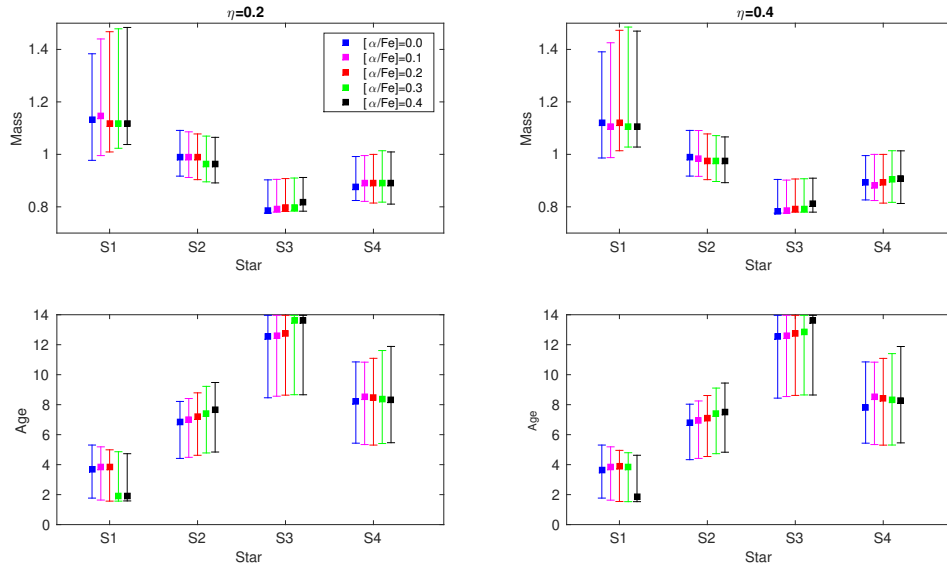 η=0.2
Mass
1.4
1.2
1
0.8
[α/Fe]=0.0
[α/Fe]=0.1
[α/Fe]=0.2
[α/Fe]=0.3
[α/Fe]=0.4
S1 S2 S3 S4
Star
η=0.4
Mass
1.4
1.2
1
0.8
S1 S2 S3 S4
Star
Age
14
12
10
8
6
4
2
0
S1 S2 S3 S4
Star
Age
14
12
10
8
6
4
2
0
S1 S2 S3 S4
Star